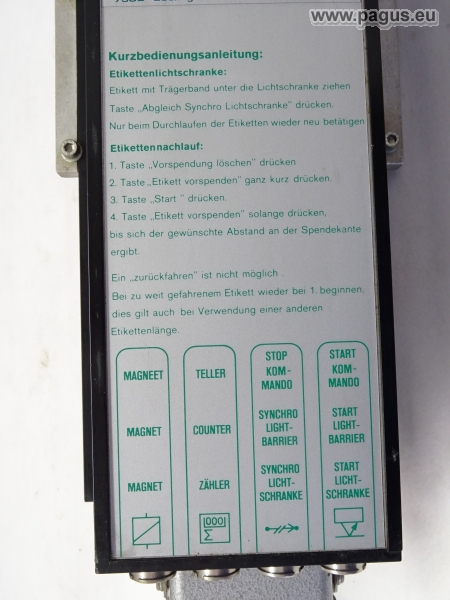 www.pagus.eu
Kurzbedienungsanleitung:
Etikettenlichtschranke:
Etikett mit Trägerband unter die Lichtschranke ziehen
Taste „Abgleich Synchro Lichtschranke" drücken.
Nur beim Durchlaufen der Etiketten wieder neu betätigen
Etikettennachlauf:
1. Taste „Vorspendung löschen" drücken
2. Taste „Etikett vorspenden" ganz kurz drücken.
3. Taste „Start " drücken.
4. Taste „Etikett vorspenden" solange drücken,
bis sich der gewünschte Abstand an der Spendekante
ergibt.
Ein „zurückfahren" ist nicht möglich .
Bei zu weit gefahrenem Etikett wieder bei 1. beginnen,
dies gilt auch bei Verwendung einer anderen
Etikettenlänge.
MAGNEET
MAGNET
MAGNET
TELLER
COUNTER
ZÄHLER
000
Σ
STOP
KOM-
MANDO
SYNCHRO
LIGHT-
BARRIER
SYNCHRO
LICHT-
SCHRANKE
START
KOM-
MANDO
START
LIGHT-
BARRIER
START
LICHT-
SCHRANKE